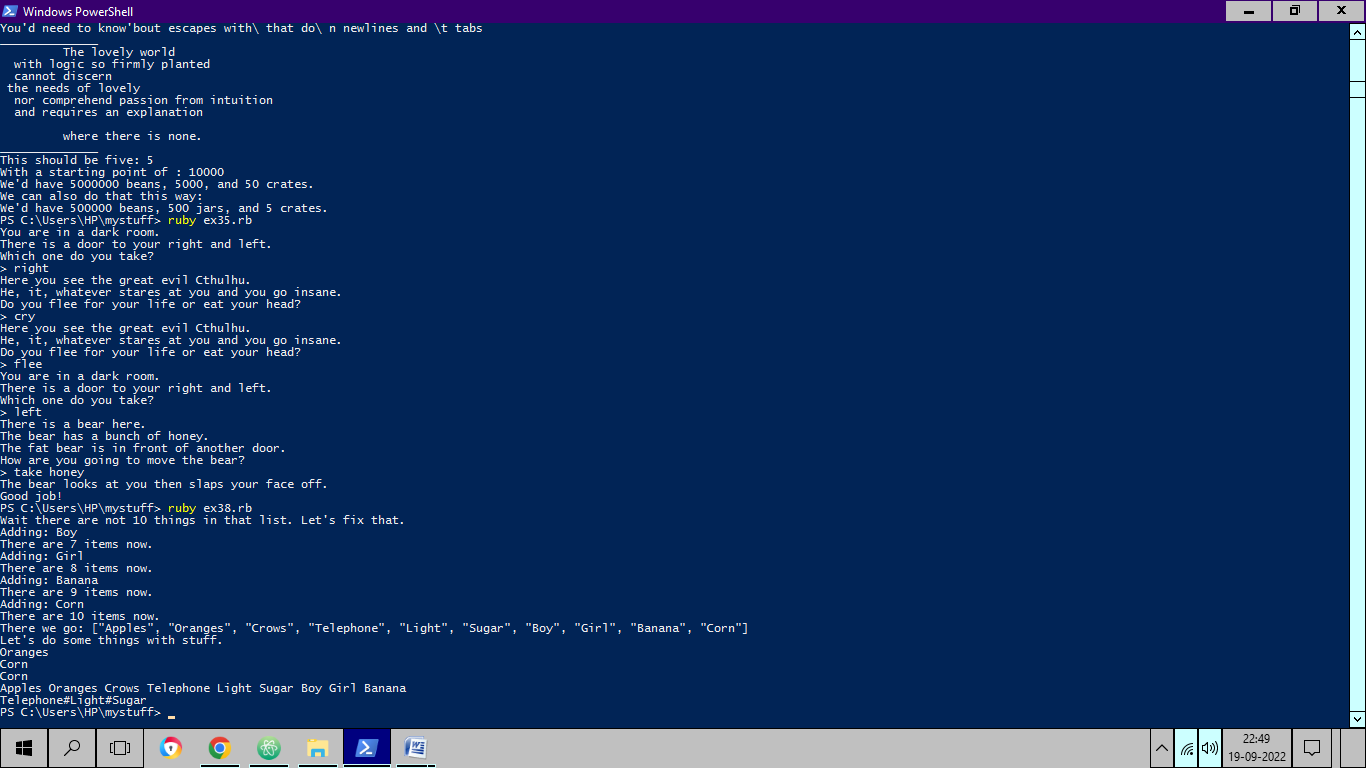 Windows PowerShell
You'd need to know'bout escapes with\ that do\ n newlines and \t tabs
______________
         The lovely world
  with logic so firmly planted
  cannot discern
 the needs of lovely
  nor comprehend passion from intuition
  and requires an explanation
         where there is none.
______________
This should be five: 5
With a starting point of : 10000
We'd have 5000000 beans, 5000, and 50 crates.
We can also do that this way:
We'd have 500000 beans, 500 jars, and 5 crates.
PS C:\Users\HP\mystuff> ruby ex35.rb
You are in a dark room.
There is a door to your right and left.
Which one do you take?
> right
Here you see the great evil Cthulhu.
He, it, whatever stares at you and you go insane.
Do you flee for your life or eat your head?
> cry
Here you see the great evil Cthulhu.
He, it, whatever stares at you and you go insane.
Do you flee for your life or eat your head?
> flee
You are in a dark room.
There is a door to your right and left.
Which one do you take?
> left
There is a bear here.
The bear has a bunch of honey.
The fat bear is in front of another door.
How are you going to move the bear?
> take honey
The bear looks at you then slaps your face off.
Good job!
PS C:\Users\HP\mystuff> ruby ex38.rb
Wait there are not 10 things in that list. Let's fix that.
Adding: Boy
There are 7 items now.
Adding: Girl
There are 8 items now.
Adding: Banana
There are 9 items now.
Adding: Corn
There are 10 items now.
There we go: ["Apples", "Oranges", "Crows", "Telephone", "Light", "Sugar", "Boy", "Girl", "Banana", "Corn"]
Let's do some things with stuff.
Oranges
Corn
Corn
Apples Oranges Crows Telephone Light Sugar Boy Girl Banana
Telephone#Light#Sugar
PS C:\Users\HP\mystuff> _
22:49
19-09-2022